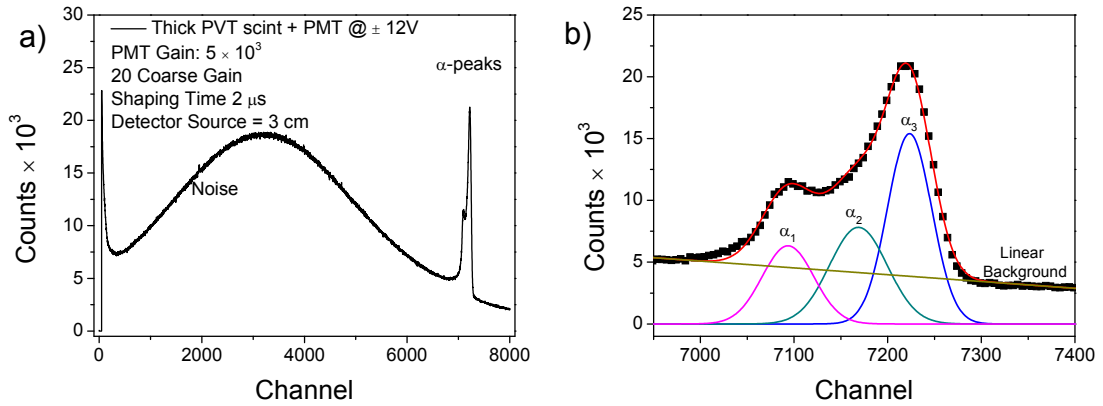 a)
Thick PVT scint + PMT @ ± 12V
PMT Gain: 5 × 10³
20 Coarse Gain
Shaping Time 2 μs
Detector Source = 3 cm
α-peaks
Noise
30
25
20
15
10
5
0
Counts × 10³
0 2000 4000 6000 8000
Channel
b)
25
20
15
10
5
0
Counts × 10³
α₁
α₂
α₃
Linear
Background
7000 7100 7200 7300 7400
Channel